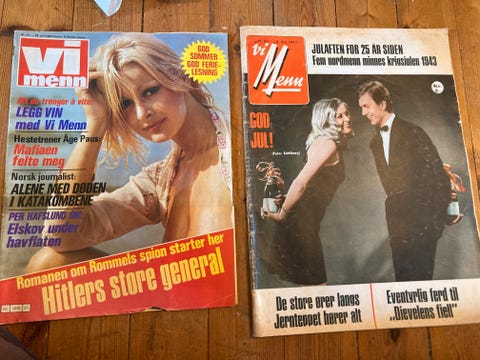 vi
menn
GOD
SOMMER
GOD FERIE-
LESNING
Alt du trenger å vite:
LEGG VIN
med Vi Menn
Hestetrener Åge Paus:
Mafiaen
felte meg
Norsk journalist:
ALENE MED DØDEN
I KATAKOMBENE
PER HAFSLUND OM:
Elskov under
havflaten
Romanen om Rommels spion starter her
Hitlers store general
Vi
Menn
JULAFTEN FOR 25 ÅR SIDEN
Fem nordmenn minnes krigsjulen 1943
GOD
JUL!
De store ører langs
Jernteppet hører alt
Eventyrlig ferd til
„Djevelens fjell"